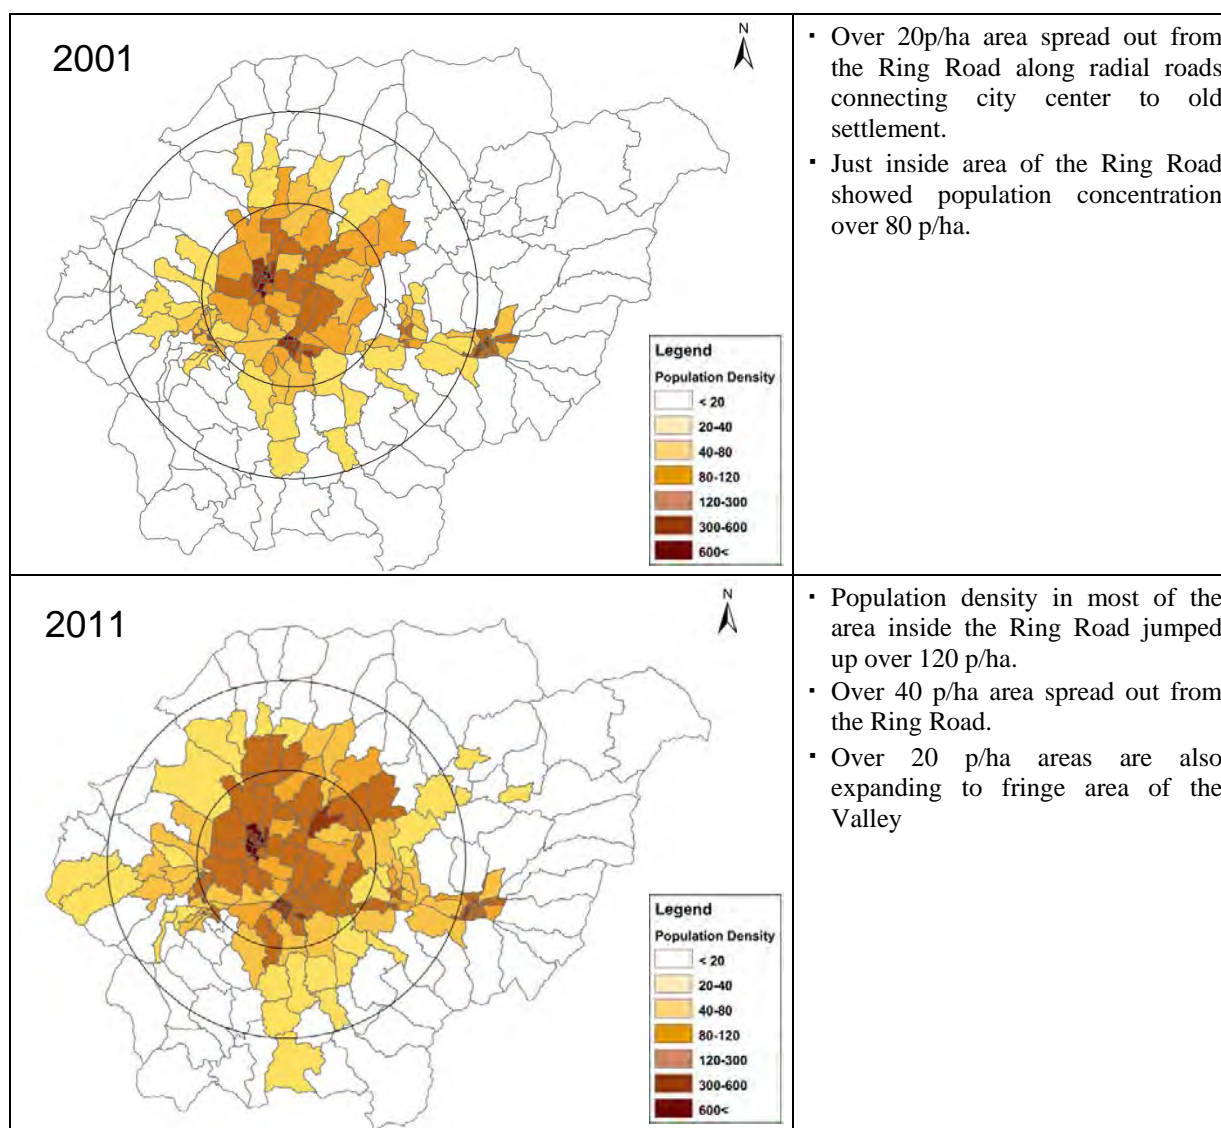 2001
N
Legend
Population Density
< 20
20-40
40-80
80-120
120-300
300-600
600<
▪ Over 20p/ha area spread out from
the Ring Road along radial roads
connecting city center to old
settlement.
▪ Just inside area of the Ring Road
showed population concentration
over 80 p/ha.
2011
N
Legend
Population Density
< 20
20-40
40-80
80-120
120-300
300-600
600<
▪ Population density in most of the
area inside the Ring Road jumped
up over 120 p/ha.
▪ Over 40 p/ha area spread out from
the Ring Road.
▪ Over 20 p/ha areas are also
expanding to fringe area of the
Valley